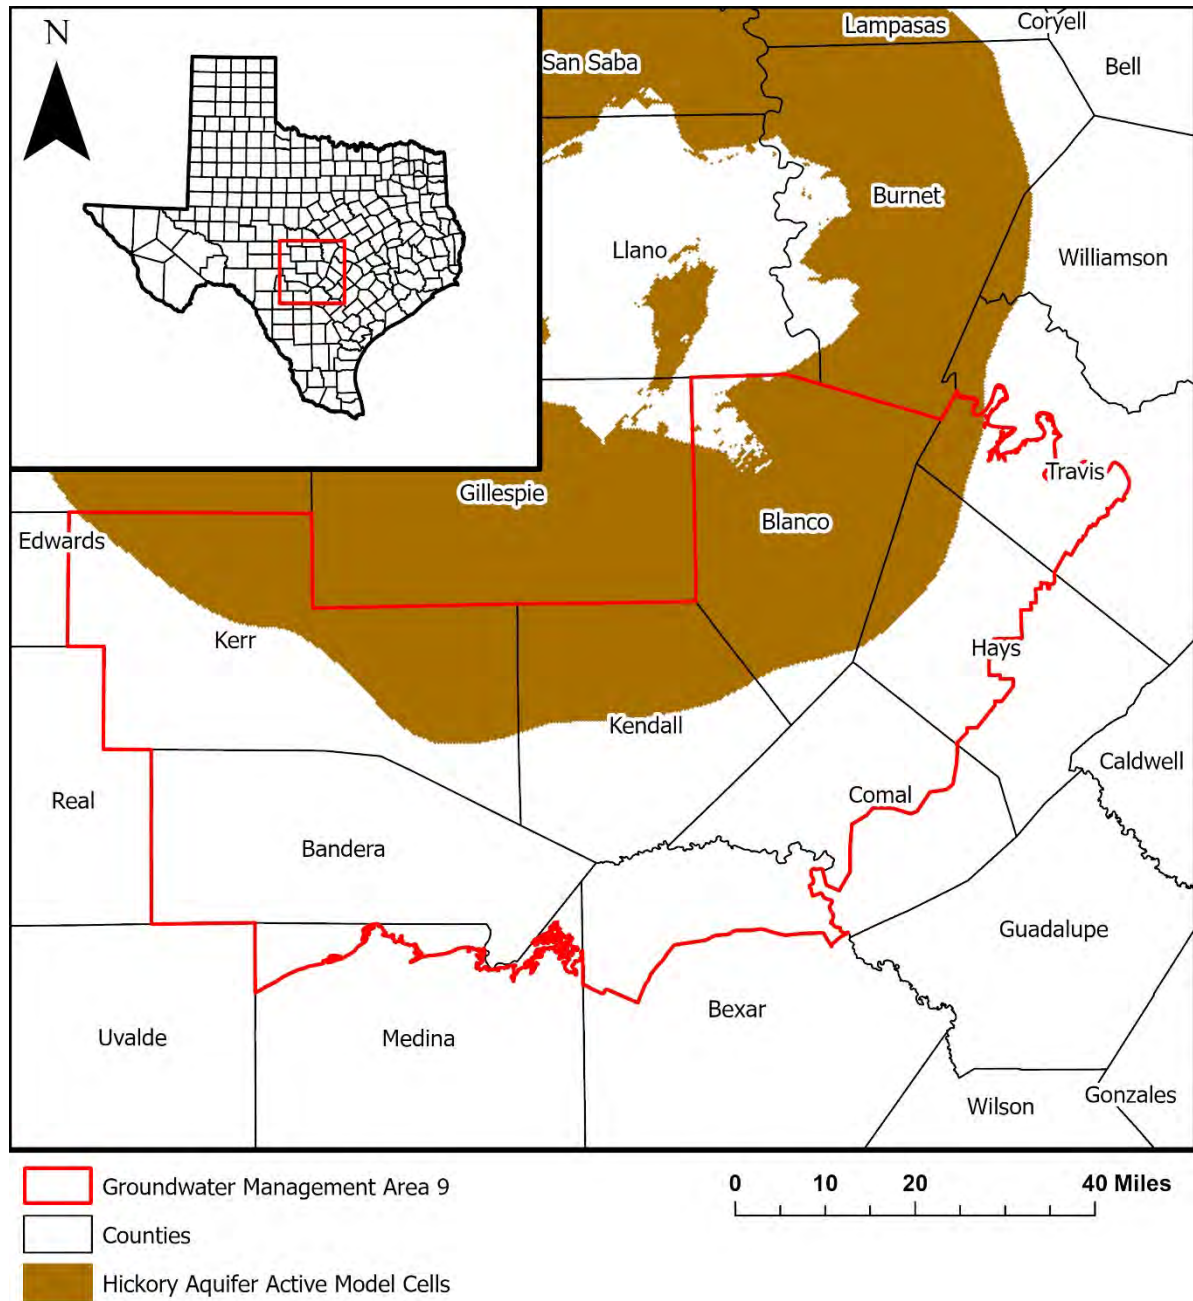 N
Lampasas
Coryell
San Saba
Bell
Burnet
Llano
Williamson
Travis
Gillespie
Blanco
Edwards
Kerr
Hays
Kendall
Caldwell
Real
Comal
Bandera
Guadalupe
Uvalde
Medina
Bexar
Gonzales
Wilson
Groundwater Management Area 9
0 10 20 40 Miles
Counties
Hickory Aquifer Active Model Cells